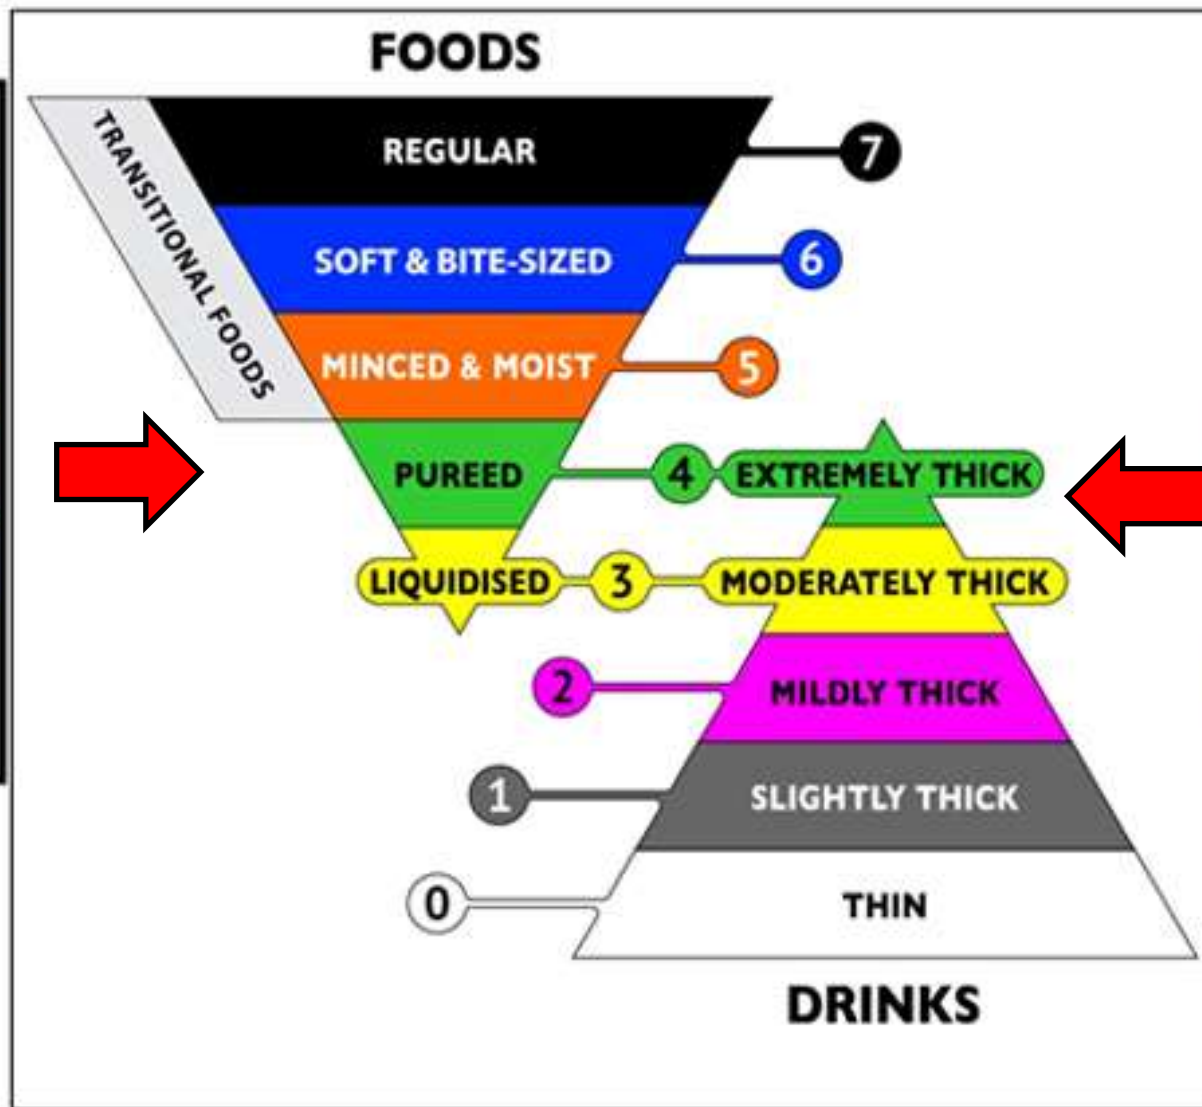 FOODS
TRANSITIONAL FOODS
REGULAR
7
SOFT & BITE-SIZED
6
MINCED & MOIST
5
PUREED
4
EXTREMELY THICK
LIQUIDISED
3
MODERATELY THICK
2
MILDLY THICK
1
SLIGHTLY THICK
0
THIN
DRINKS